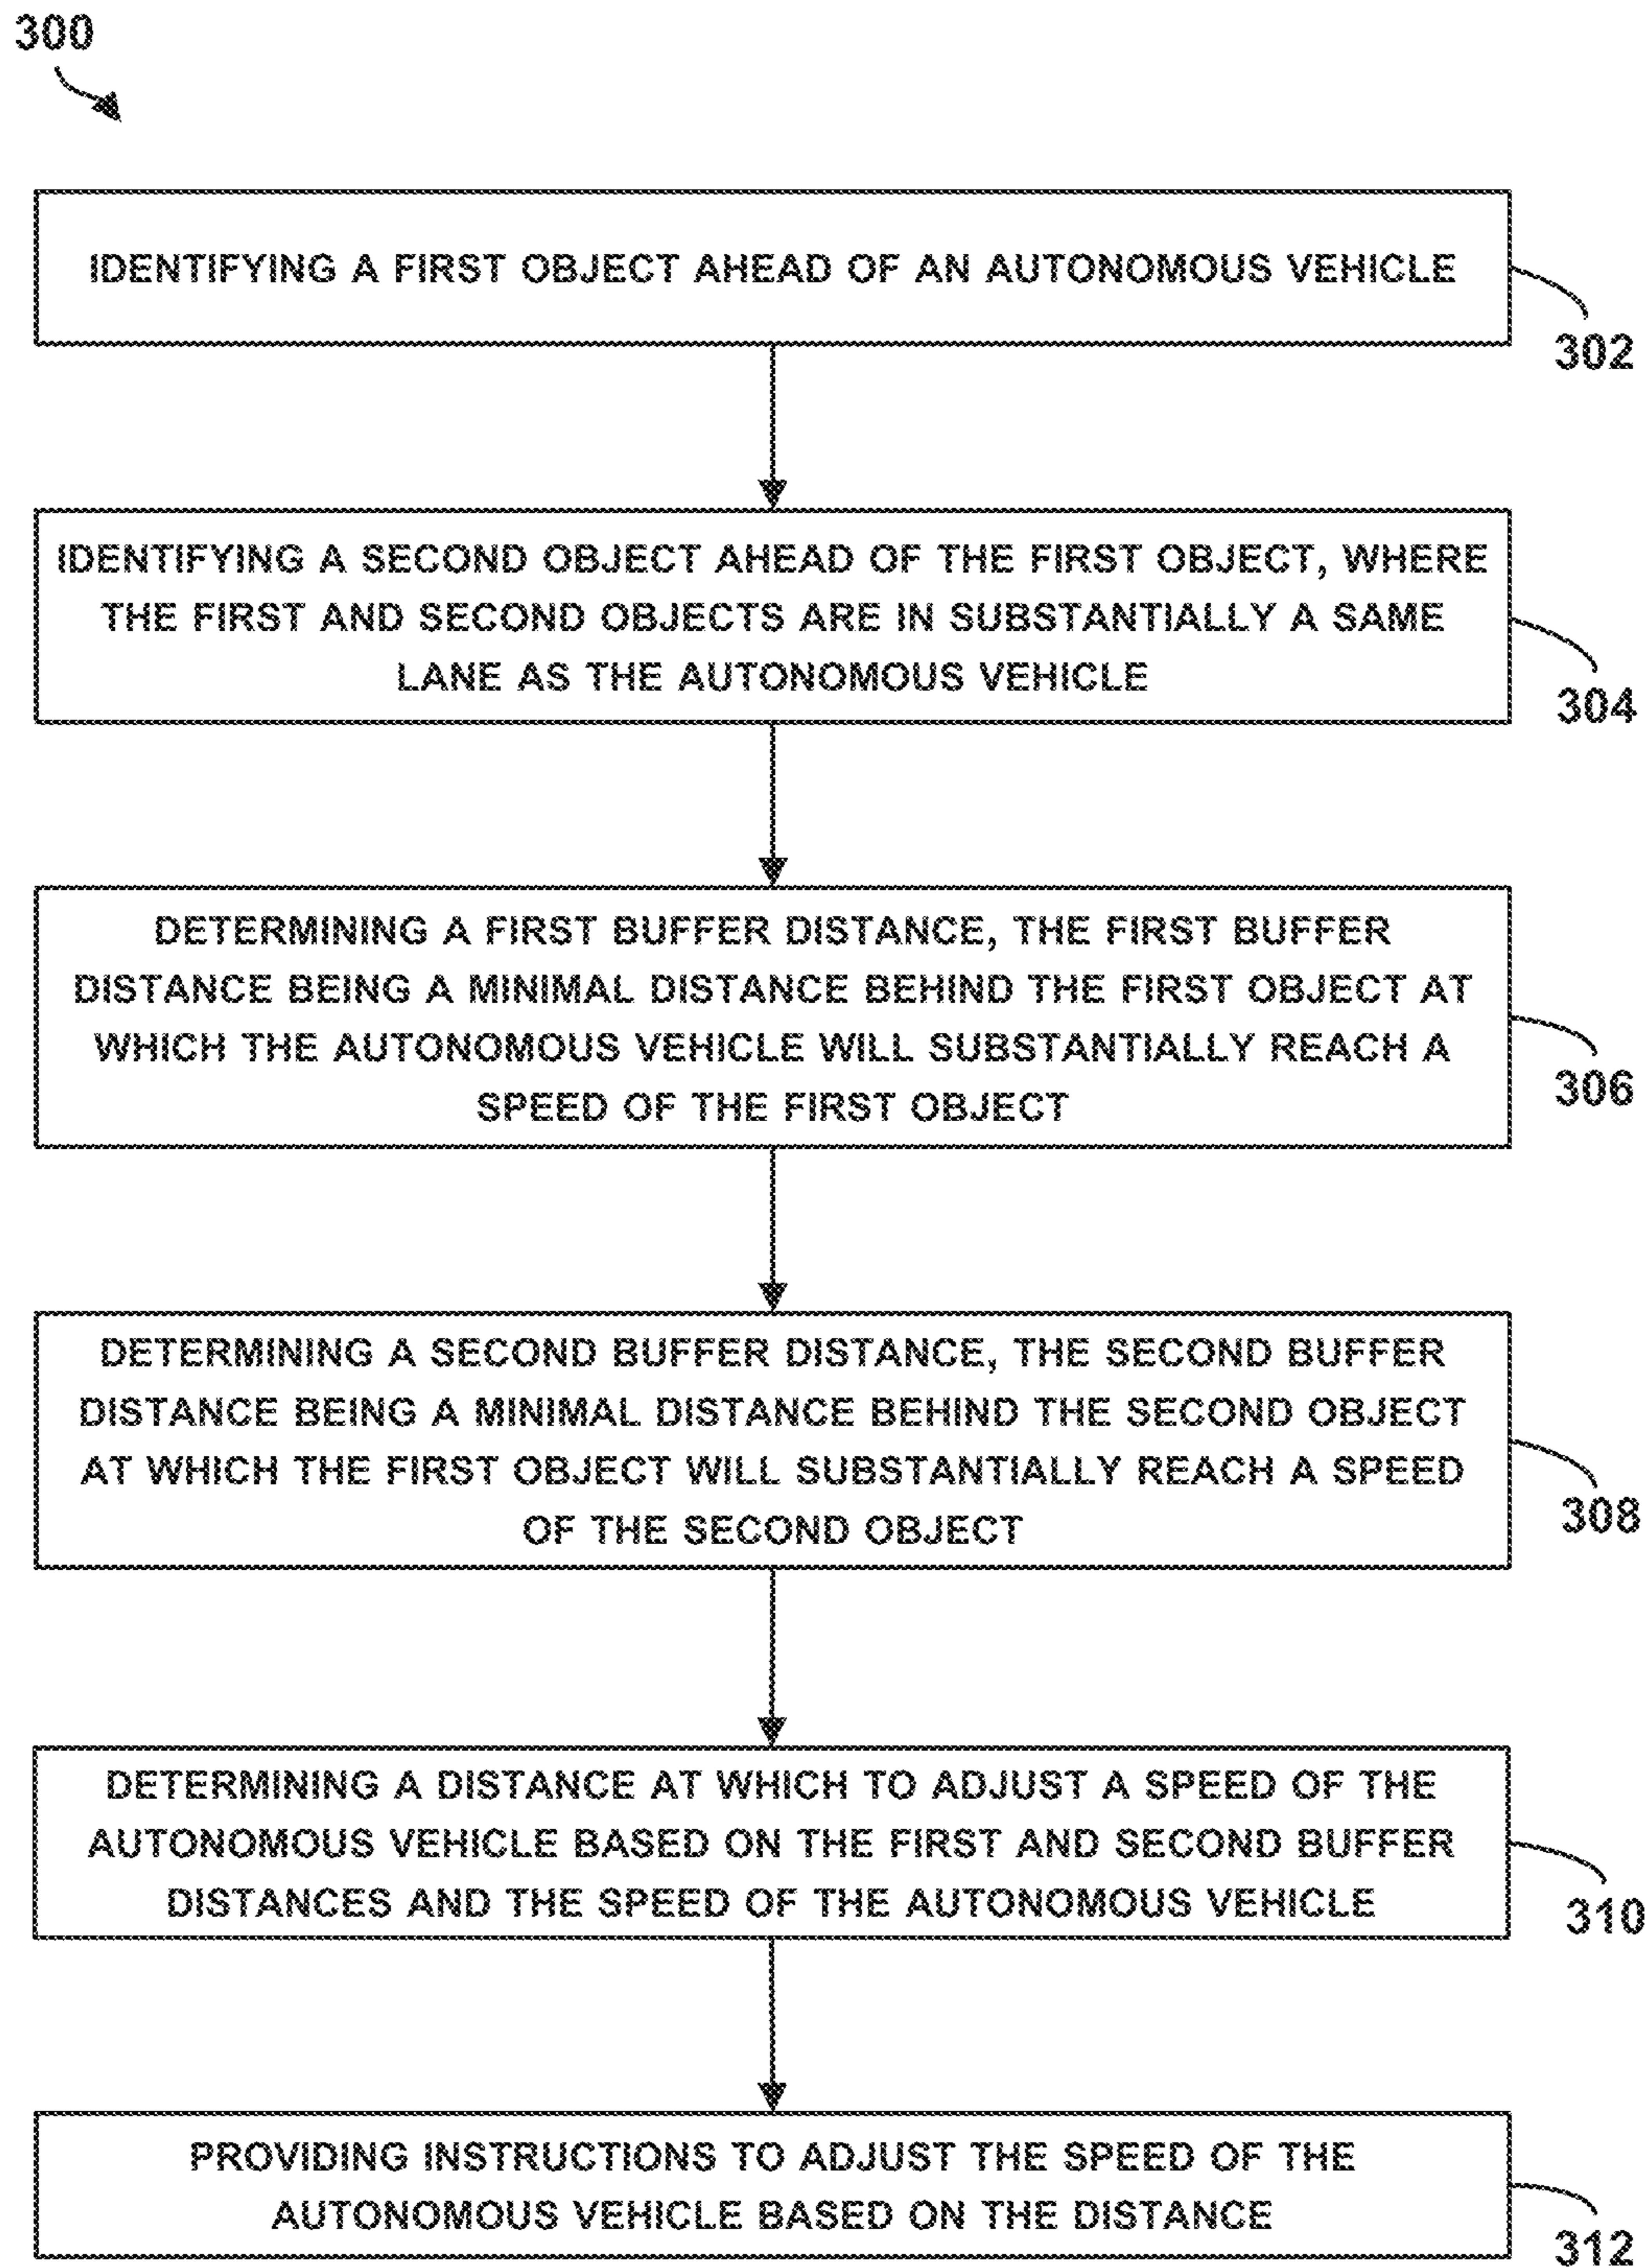 300
IDENTIFYING A FIRST OBJECT AHEAD OF AN AUTONOMOUS VEHICLE
302
IDENTIFYING A SECOND OBJECT AHEAD OF THE FIRST OBJECT, WHERE
THE FIRST AND SECOND OBJECTS ARE IN SUBSTANTIALLY A SAME
LANE AS THE AUTONOMOUS VEHICLE
304
DETERMINING A FIRST BUFFER DISTANCE, THE FIRST BUFFER
DISTANCE BEING A MINIMAL DISTANCE BEHIND THE FIRST OBJECT AT
WHICH THE AUTONOMOUS VEHICLE WILL SUBSTANTIALLY REACH A
SPEED OF THE FIRST OBJECT
306
DETERMINING A SECOND BUFFER DISTANCE, THE SECOND BUFFER
DISTANCE BEING A MINIMAL DISTANCE BEHIND THE SECOND OBJECT
AT WHICH THE FIRST OBJECT WILL SUBSTANTIALLY REACH A SPEED
OF THE SECOND OBJECT
308
DETERMINING A DISTANCE AT WHICH TO ADJUST A SPEED OF THE
AUTONOMOUS VEHICLE BASED ON THE FIRST AND SECOND BUFFER
DISTANCES AND THE SPEED OF THE AUTONOMOUS VEHICLE
310
PROVIDING INSTRUCTIONS TO ADJUST THE SPEED OF THE
AUTONOMOUS VEHICLE BASED ON THE DISTANCE
312